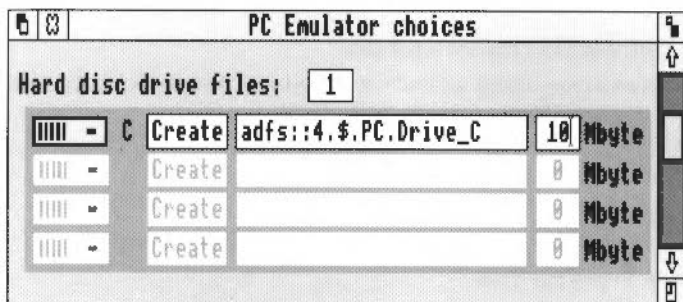 PC Emulator choices
Hard disc drive files: 1
C Create adfs::4.$.PC.Drive_C 10 Mbyte
Create 0 Mbyte
Create 0 Mbyte
Create 0 Mbyte